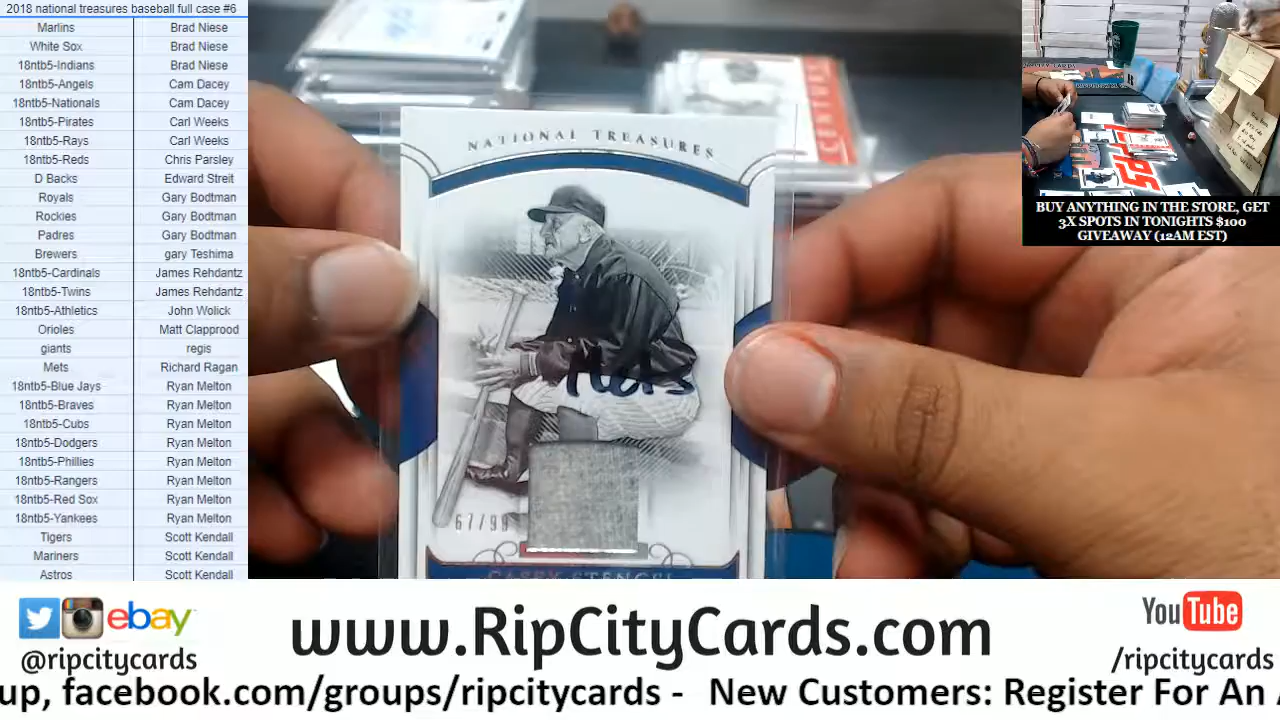 2018 national treasures baseball full case #6
Marlins Brad Niese
White Sox Brad Niese
18ntb5-Indians Brad Niese
18ntb5-Angels Cam Dacey
18ntb5-Nationals Cam Dacey
18ntb5-Pirates Carl Weeks
18ntb5-Rays Carl Weeks
18ntb5-Reds Chris Parsley
D Backs Edward Streit
Royals Gary Bodtman
Rockies Gary Bodtman
Padres Gary Bodtman
Brewers gary Teshima
18ntb5-Cardinals James Rehdantz
18ntb5-Twins James Rehdantz
18ntb5-Athletics John Wolick
Orioles Matt Clapprood
giants regis
Mets Richard Ragan
18ntb5-Blue Jays Ryan Melton
18ntb5-Braves Ryan Melton
18ntb5-Cubs Ryan Melton
18ntb5-Dodgers Ryan Melton
18ntb5-Phillies Ryan Melton
18ntb5-Rangers Ryan Melton
18ntb5-Red Sox Ryan Melton
18ntb5-Yankees Ryan Melton
Tigers Scott Kendall
Mariners Scott Kendall
Astros Scott Kendall
NATIONAL TREASURES
Mets
67/99
CASEY STENGEL
CENTURY
BUY ANYTHING IN THE STORE, GET
3X SPOTS IN TONIGHTS $100
GIVEAWAY (12AM EST)
ebay
@ripcitycards
www.RipCityCards.com
YouTube
/ripcitycards
up, facebook.com/groups/ripcitycards - New Customers: Register For An